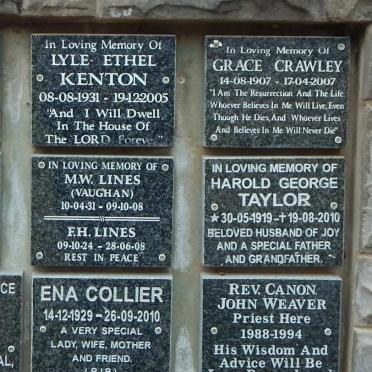 In Loving Memory Of
LYLE ETHEL
KENTON
08-08-1931 - 19-12-2005
"And I Will Dwell
In The House Of
The LORD Forever"
In Loving Memory Of
GRACE CRAWLEY
14-08-1907 - 17-04-2007
"I Am The Resurrection And The Life
Whoever Believes In Me Will Live, Even
Though He Dies, And Whoever Lives
And Believes In Me Will Never Die"
IN LOVING MEMORY OF
M.W. LINES
(VAUGHAN)
10-04-31 - 09-10-08
F.H. LINES
09-10-24 - 28-06-08
REST IN PEACE
IN LOVING MEMORY OF
HAROLD GEORGE
TAYLOR
★30-05-1919 - ✝19-08-2010
BELOVED HUSBAND OF JOY
AND A SPECIAL FATHER
AND GRANDFATHER.
ENA COLLIER
14-12-1929 - 26-09-2010
A VERY SPECIAL
LADY, WIFE, MOTHER
AND FRIEND.
(R.I.P.)
REV. CANON
JOHN WEAVER
Priest Here
1988-1994
His Wisdom And
Advice Will Be